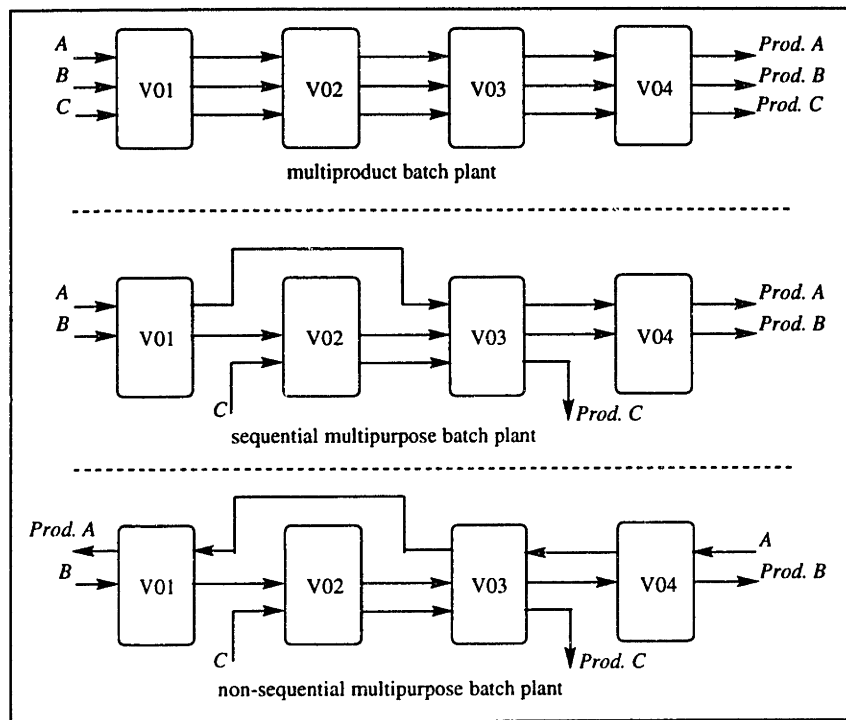 A
B
C
V01
V02
V03
V04
Prod. A
Prod. B
Prod. C
multiproduct batch plant
A
B
V01
V02
V03
V04
Prod. A
Prod. B
C
Prod. C
sequential multipurpose batch plant
Prod. A
B
V01
V02
V03
V04
A
Prod. B
C
Prod. C
non-sequential multipurpose batch plant